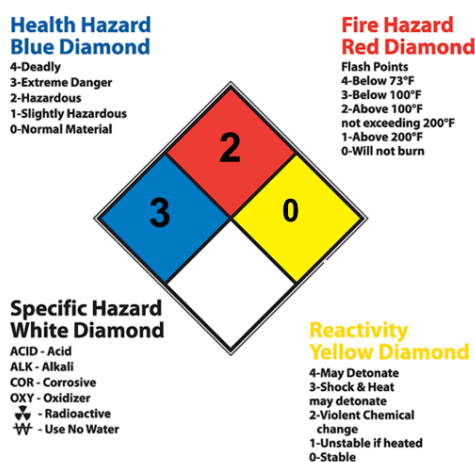 Health Hazard
Blue Diamond
4-Deadly
3-Extreme Danger
2-Hazardous
1-Slightly Hazardous
0-Normal Material
Fire Hazard
Red Diamond
Flash Points
4-Below 73°F
3-Below 100°F
2-Above 100°F
not exceeding 200°F
1-Above 200°F
0-Will not burn
2
3
0
Specific Hazard
White Diamond
ACID - Acid
ALK - Alkali
COR - Corrosive
OXY - Oxidizer
☢ - Radioactive
W - Use No Water
Reactivity
Yellow Diamond
4-May Detonate
3-Shock & Heat
may detonate
2-Violent Chemical
change
1-Unstable if heated
0-Stable